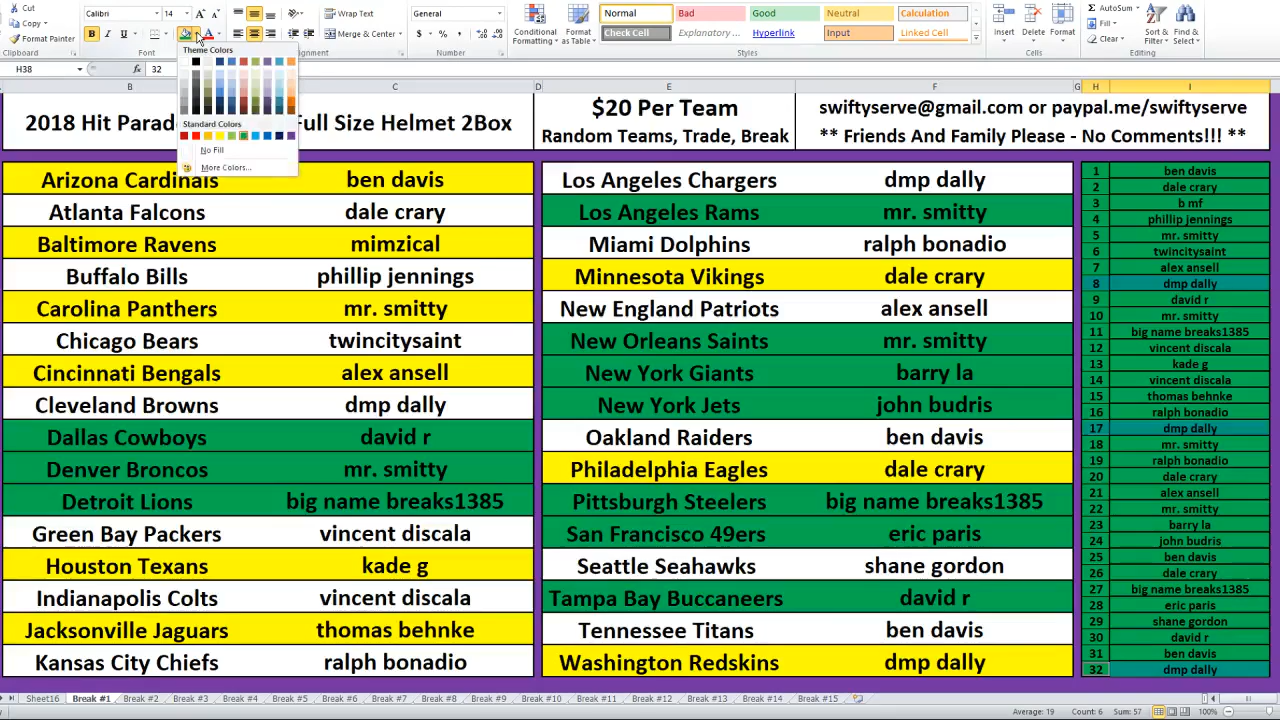 Cut
Copy
Format Painter
Clipboard
Calibri
14
B I U
Wrap Text
Merge & Center
General
$ % ,
Conditional Formatting
Format as Table
Normal Bad Good Neutral Calculation
Check Cell Explanatory ... Input Hyperlink Linked Cell
Styles
Insert Delete Format
Cells
AutoSum
Fill
Clear
Sort & Filter
Find & Select
Editing
H38
32
Theme Colors
Standard Colors
No Fill
More Colors...
B C D E F G H I
Full Size Helmet 2Box
2018 Hit Parad
$20 Per Team
Random Teams, Trade, Break
swiftyserve@gmail.com or paypal.me/swiftyserve
** Friends And Family Please - No Comments!!! **
Arizona Cardinals ben davis
Atlanta Falcons dale crary
Baltimore Ravens mimzical
Buffalo Bills phillip jennings
Carolina Panthers mr. smitty
Chicago Bears twincitysaint
Cincinnati Bengals alex ansell
Cleveland Browns dmp dally
Dallas Cowboys david r
Denver Broncos mr. smitty
Detroit Lions big name breaks1385
Green Bay Packers vincent discala
Houston Texans kade g
Indianapolis Colts vincent discala
Jacksonville Jaguars thomas behnke
Kansas City Chiefs ralph bonadio
Los Angeles Chargers dmp dally
Los Angeles Rams mr. smitty
Miami Dolphins ralph bonadio
Minnesota Vikings dale crary
New England Patriots alex ansell
New Orleans Saints mr. smitty
New York Giants barry la
New York Jets john budris
Oakland Raiders ben davis
Philadelphia Eagles dale crary
Pittsburgh Steelers big name breaks1385
San Francisco 49ers eric paris
Seattle Seahawks shane gordon
Tampa Bay Buccaneers david r
Tennessee Titans ben davis
Washington Redskins dmp dally
1 ben davis
2 dale crary
3 b mf
4 phillip jennings
5 mr. smitty
6 twincitysaint
7 alex ansell
8 dmp dally
9 david r
10 mr. smitty
11 big name breaks1385
12 vincent discala
13 kade g
14 vincent discala
15 thomas behnke
16 ralph bonadio
17 dmp dally
18 mr. smitty
19 ralph bonadio
20 dale crary
21 alex ansell
22 mr. smitty
23 barry la
24 john budris
25 ben davis
26 dale crary
27 big name breaks1385
28 eric paris
29 shane gordon
30 david r
31 ben davis
32 dmp dally
Sheet16 Break #1 Break #2 Break #3 Break #4 Break #5 Break #6 Break #7 Break #8 Break #9 Break #10 Break #11 Break #12 Break #13 Break #14 Break #15
Average: 19 Count: 6 Sum: 57 100%